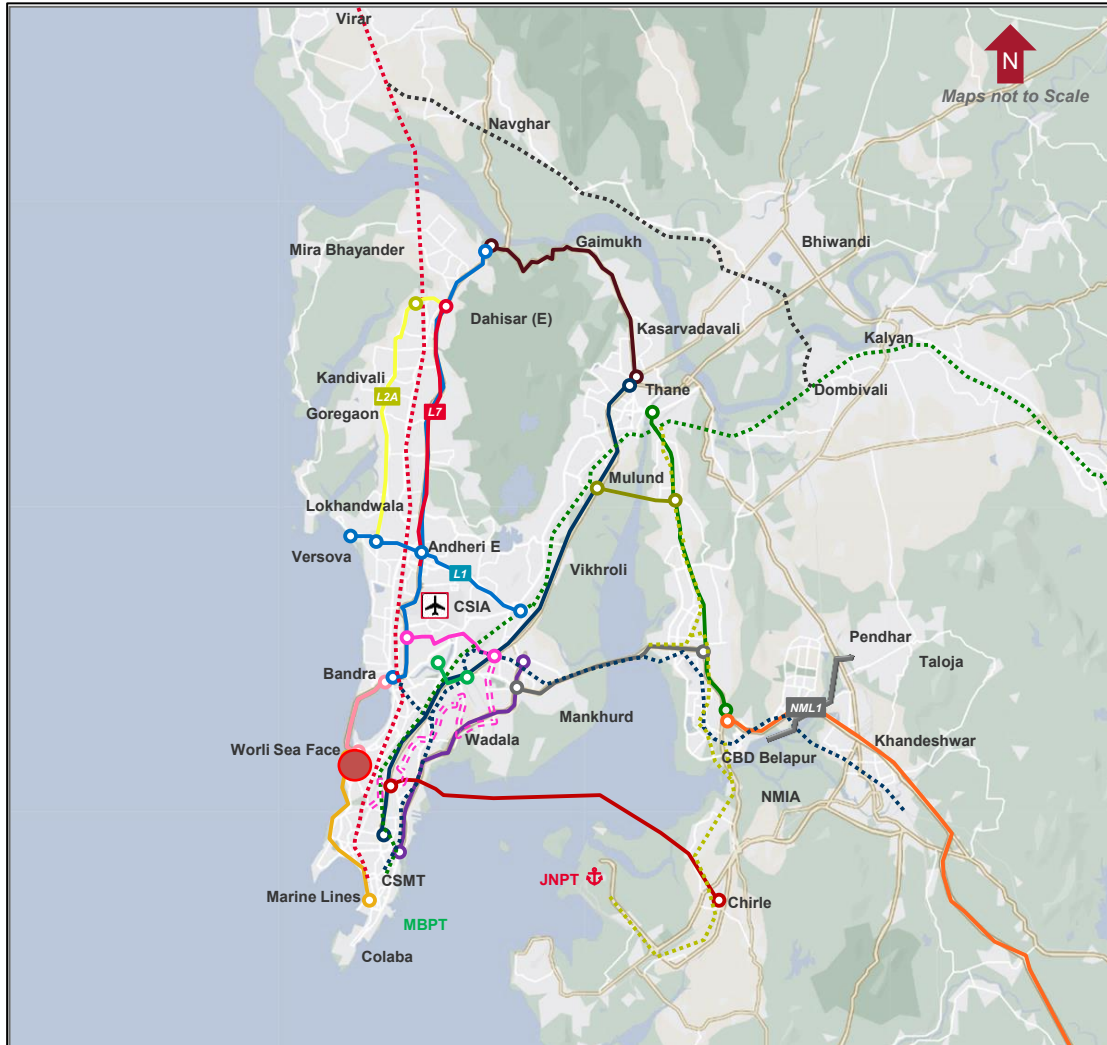 Virar
N
Maps not to Scale
Navghar
Mira Bhayander
Gaimukh
Bhiwandi
Dahisar (E)
Kasarvadavali
Kalyan
Kandivali
L2A
Goregaon
L7
Thane
Dombivali
Mulund
Lokhandwala
Versova
Andheri E
L1
Vikhroli
CSIA
Pendhar
Taloja
Bandra
Mankhurd
NML1
Wadala
Khandeshwar
Worli Sea Face
CBD Belapur
NMIA
CSMT
JNPT
Marine Lines
Chirle
MBPT
Colaba